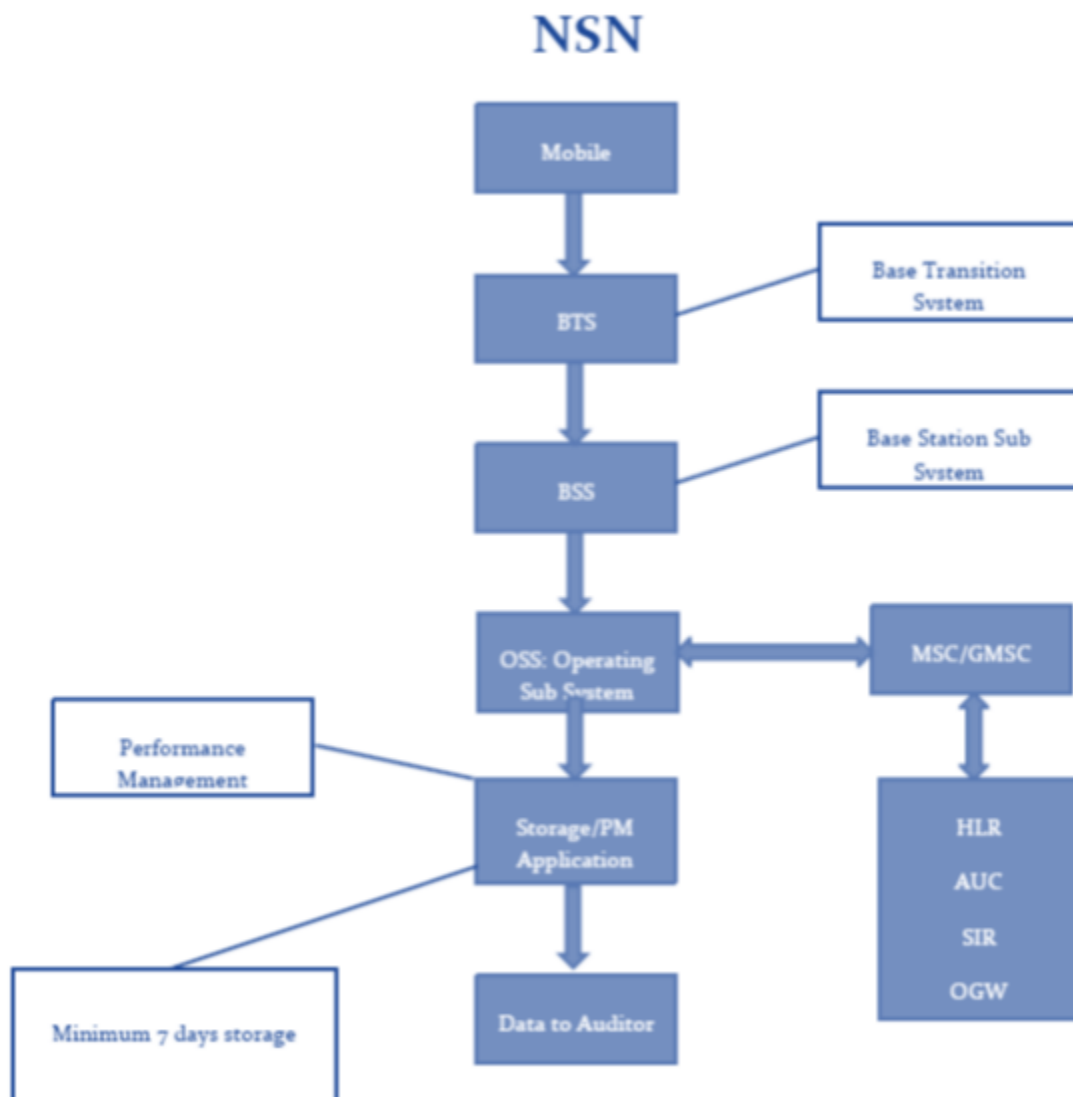 NSN
Mobile
BTS
Base Transition
System
BSS
Base Station Sub
System
OSS: Operating
Sub System
MSC/GMSC
Performance
Management
Storage/PM
Application
HLR
AUC
SIR
OGW
Minimum 7 days storage
Data to Auditor